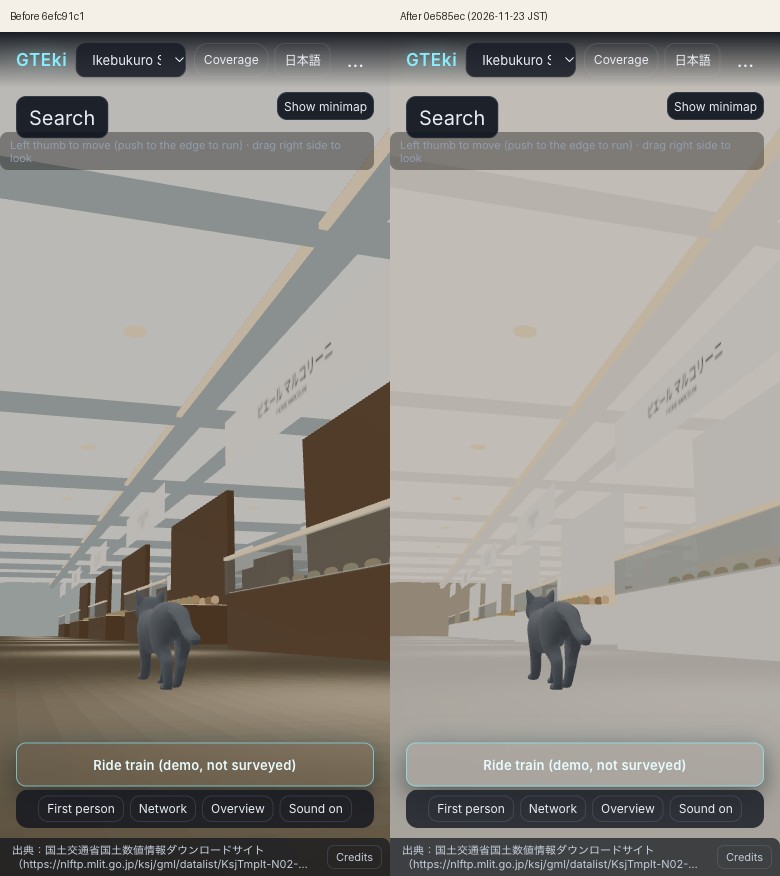 Before 6efc91c1
After 0e585ec (2026-11-23 JST)
GTEki
Ikebukuro S
Coverage
日本語
...
Search
Show minimap
Left thumb to move (push to the edge to run) · drag right side to
look
ピエール マルコリーニ
Ride train (demo, not surveyed)
First person
Network
Overview
Sound on
出典：国土交通省国土数値情報ダウンロードサイト
（https://nlftp.mlit.go.jp/ksj/gml/datalist/KsjTmplt-N02-...
Credits
GTEki
Ikebukuro S
Coverage
日本語
...
Search
Show minimap
Left thumb to move (push to the edge to run) · drag right side to
look
ピエール マルコリーニ
Ride train (demo, not surveyed)
First person
Network
Overview
Sound on
出典：国土交通省国土数値情報ダウンロードサイト
（https://nlftp.mlit.go.jp/ksj/gml/datalist/KsjTmplt-N02-...
Credits